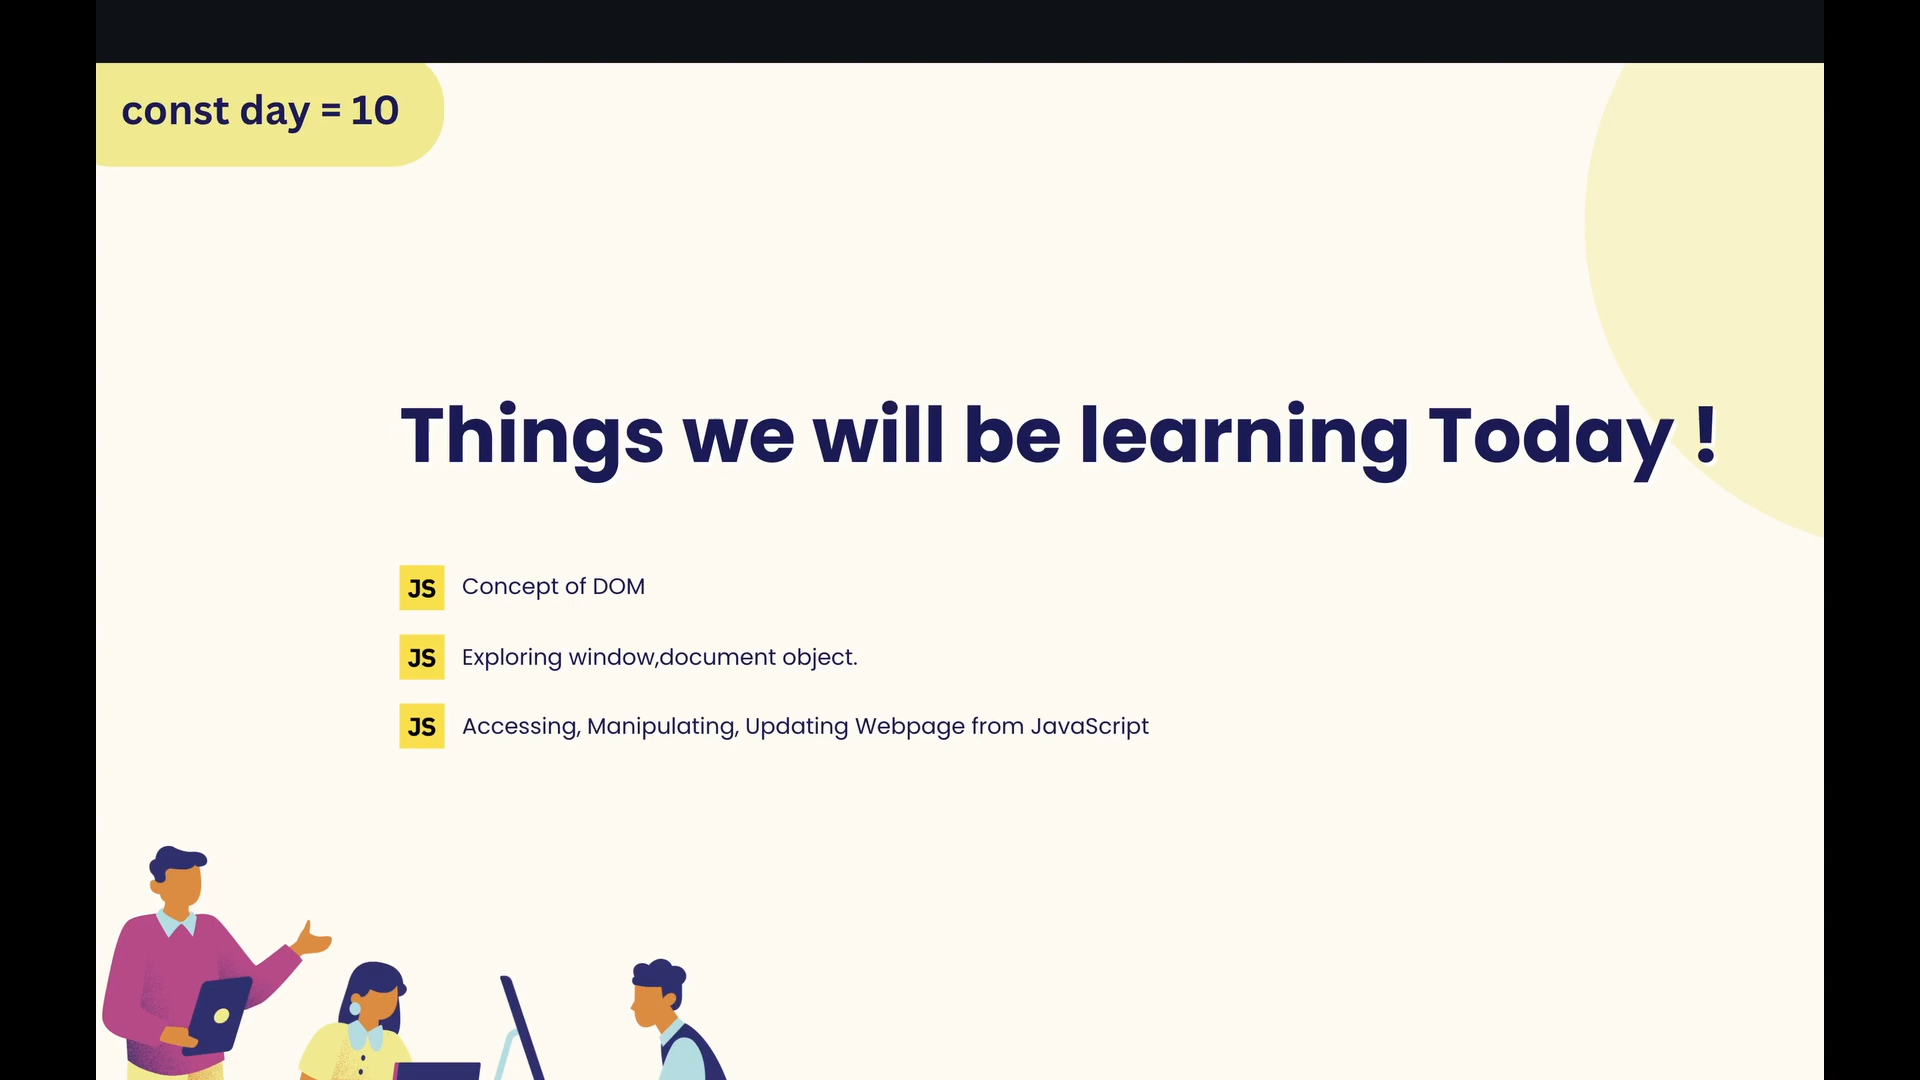 const day = 10
Things we will be learning Today !
JS Concept of DOM
JS Exploring window,document object.
JS Accessing, Manipulating, Updating Webpage from JavaScript